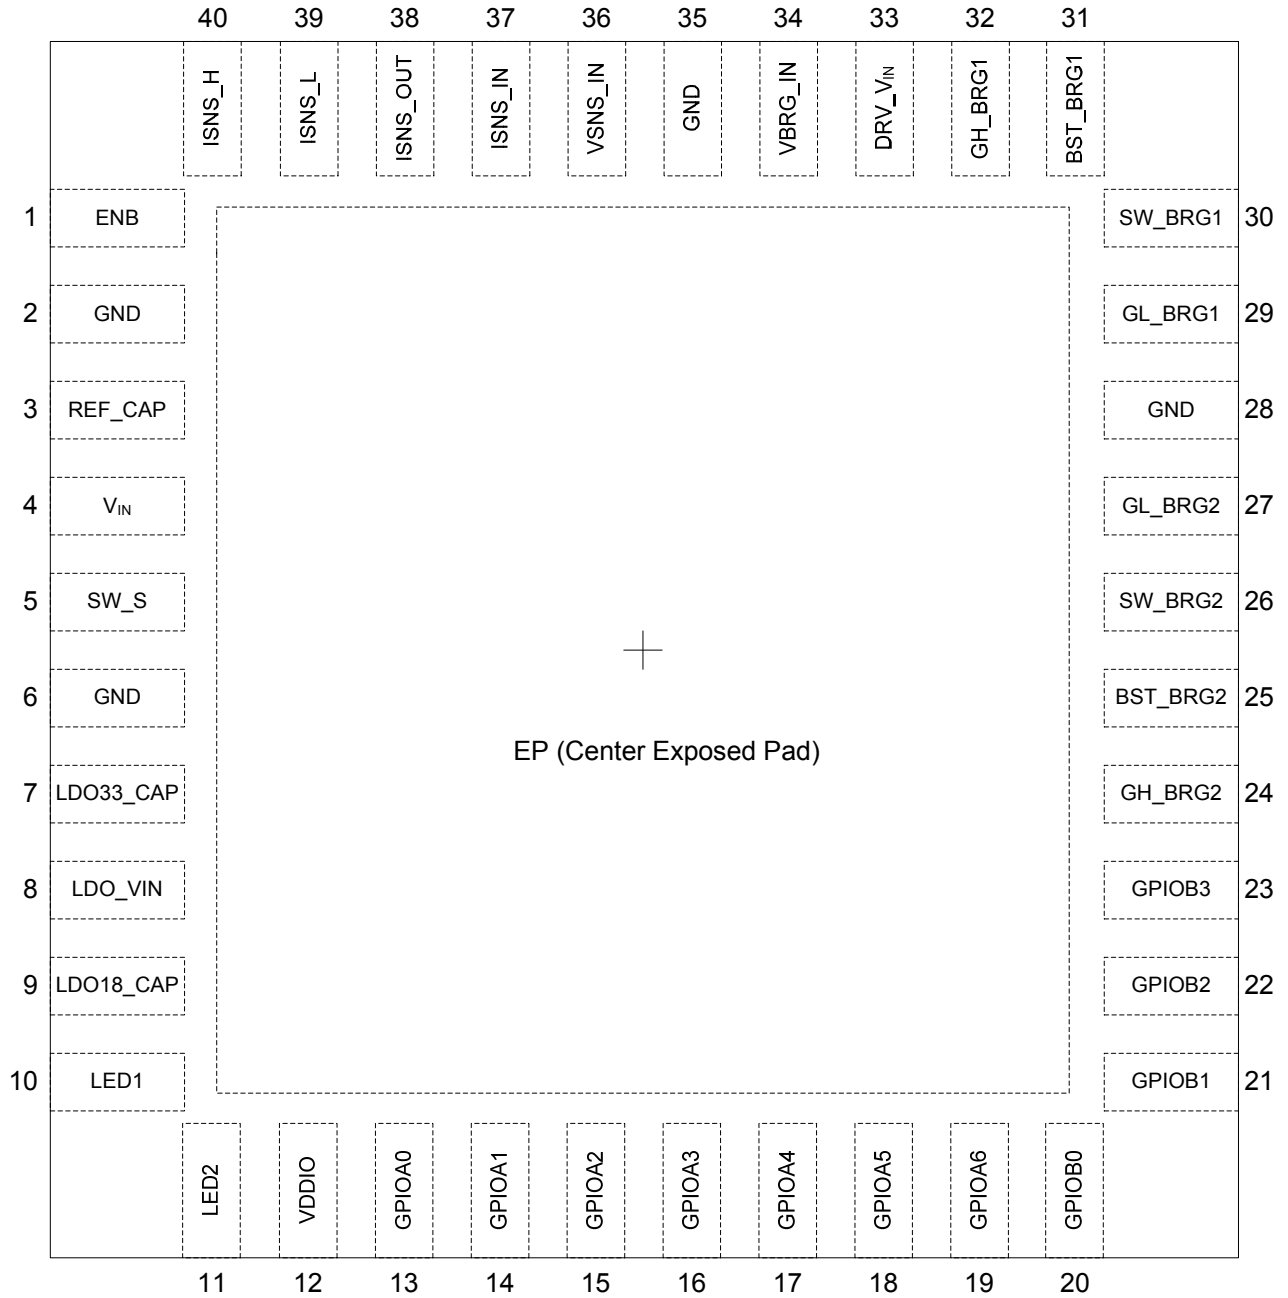 40 39 38 37 36 35 34 33 32 31
ISNS_H
ISNS_L
ISNS_OUT
ISNS_IN
VSNS_IN
GND
VBRG_IN
DRV_VIN
GH_BRG1
BST_BRG1
1 ENB
SW_BRG1 30
2 GND
GL_BRG1 29
3 REF_CAP
GND 28
4 VIN
GL_BRG2 27
5 SW_S
SW_BRG2 26
6 GND
BST_BRG2 25
EP (Center Exposed Pad)
7 LDO33_CAP
GH_BRG2 24
8 LDO_VIN
GPIOB3 23
9 LDO18_CAP
GPIOB2 22
10 LED1
GPIOB1 21
LED2
VDDIO
GPIOA0
GPIOA1
GPIOA2
GPIOA3
GPIOA4
GPIOA5
GPIOA6
GPIOB0
11 12 13 14 15 16 17 18 19 20